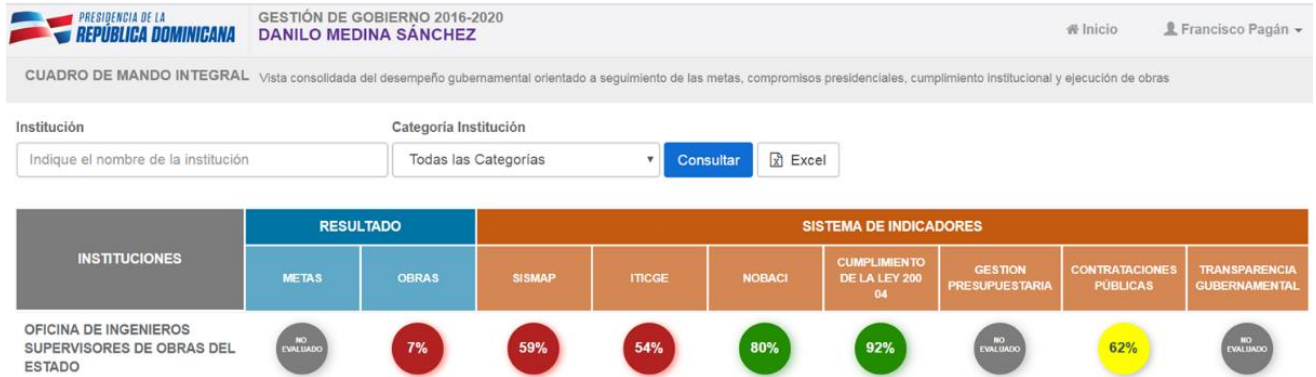 PRESIDENCIA DE LA
REPÚBLICA DOMINICANA
GESTIÓN DE GOBIERNO 2016-2020
DANILO MEDINA SÁNCHEZ
Inicio
Francisco Pagán
CUADRO DE MANDO INTEGRAL Vista consolidada del desempeño gubernamental orientado a seguimiento de las metas, compromisos presidenciales, cumplimiento institucional y ejecución de obras
Institución
Categoría Institución
Indique el nombre de la institución
Todas las Categorías
Consultar
Excel
INSTITUCIONES
RESULTADO
SISTEMA DE INDICADORES
METAS
OBRAS
SISMAP
ITICGE
NOBACI
CUMPLIMIENTO
DE LA LEY 200
04
GESTION
PRESUPUESTARIA
CONTRATACIONES
PÚBLICAS
TRANSPARENCIA
GUBERNAMENTAL
OFICINA DE INGENIEROS
SUPERVISORES DE OBRAS DEL
ESTADO
NO
EVALUADO
7%
59%
54%
80%
92%
NO
EVALUADO
62%
NO
EVALUADO